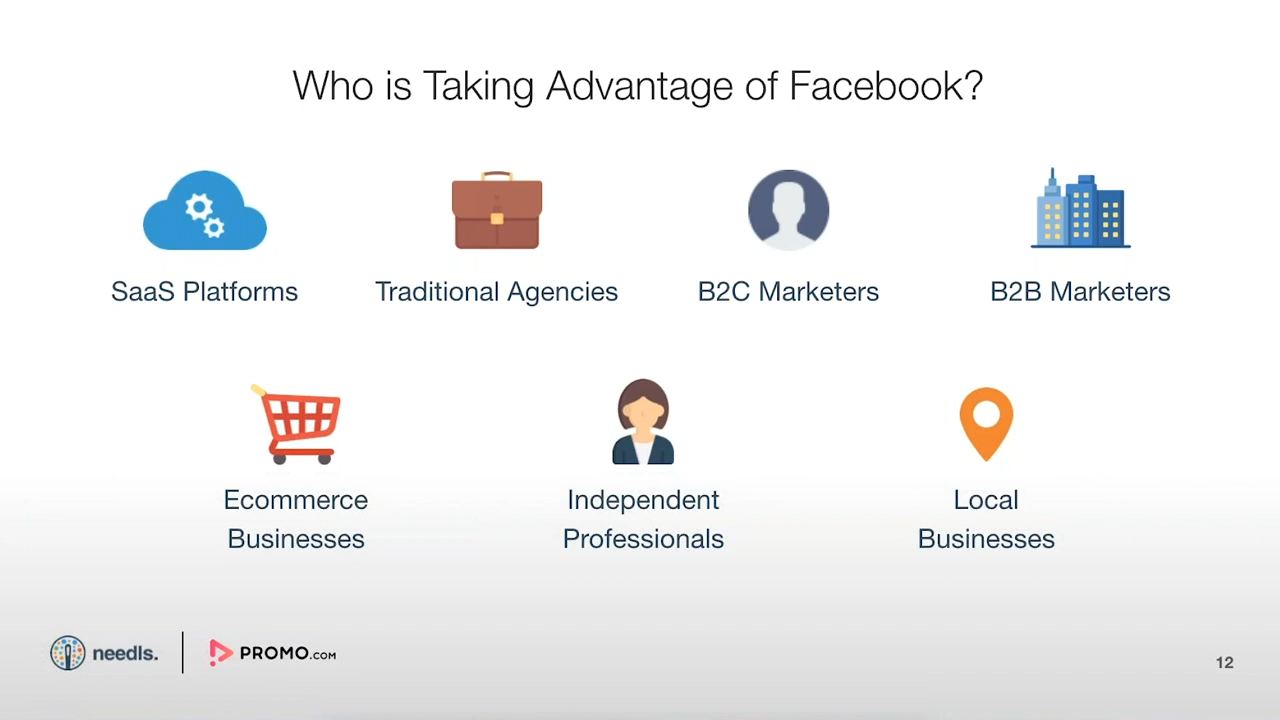 Who is Taking Advantage of Facebook?
SaaS Platforms
Traditional Agencies
B2C Marketers
B2B Marketers
Ecommerce
Businesses
Independent
Professionals
Local
Businesses
needls.
PROMO.COM
12